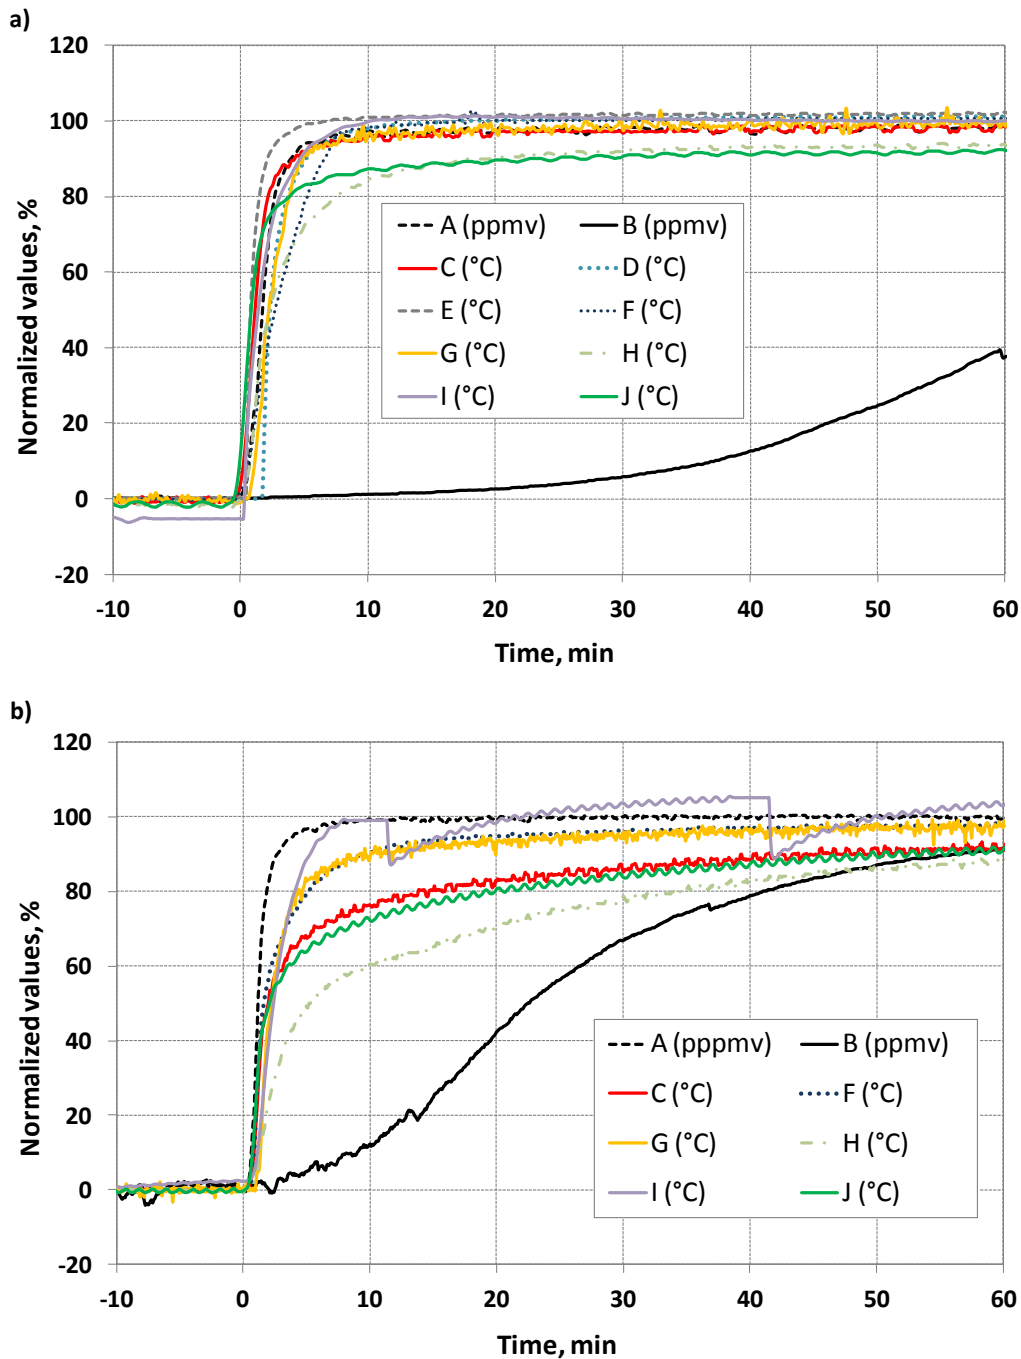 a)
120
100
80
60
40
20
0
-20
Normalized values, %
A (ppmv) B (ppmv)
C (°C) D (°C)
E (°C) F (°C)
G (°C) H (°C)
I (°C) J (°C)
-10 0 10 20 30 40 50 60
Time, min
b)
120
100
80
60
40
20
0
-20
Normalized values, %
A (pppmv) B (ppmv)
C (°C) F (°C)
G (°C) H (°C)
I (°C) J (°C)
-10 0 10 20 30 40 50 60
Time, min